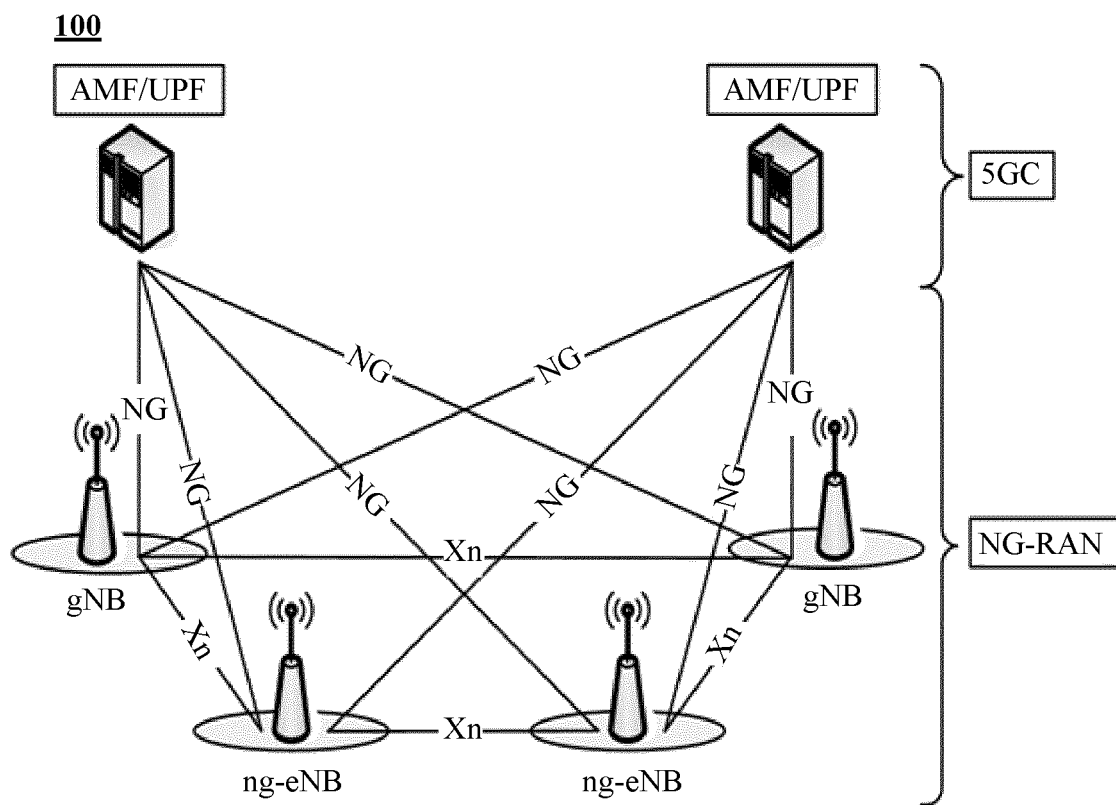 100
AMF/UPF
AMF/UPF
5GC
NG
NG
NG
NG
NG
NG
NG
NG
Xn
NG-RAN
gNB
gNB
Xn
Xn
Xn
ng-eNB
ng-eNB